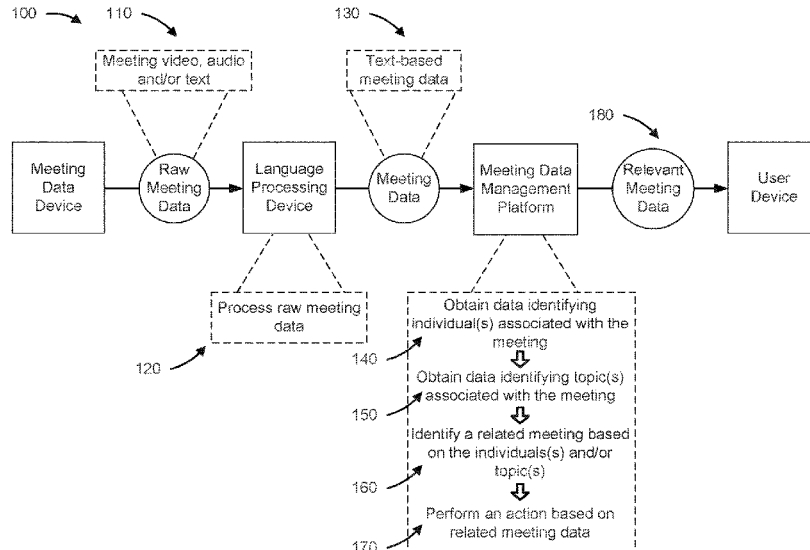 100
110
Meeting video, audio
and/or text
130
Text-based
meeting data
180
Meeting
Data
Device
Raw
Meeting
Data
Language
Processing
Device
Meeting
Data
Meeting Data
Management
Platform
Relevant
Meeting
Data
User
Device
Process raw meeting
data
120
Obtain data identifying
individual(s) associated with the
meeting
140
Obtain data identifying topic(s)
associated with the meeting
150
Identify a related meeting based
on the individuals(s) and/or
topic(s)
160
Perform an action based on
related meeting data
170